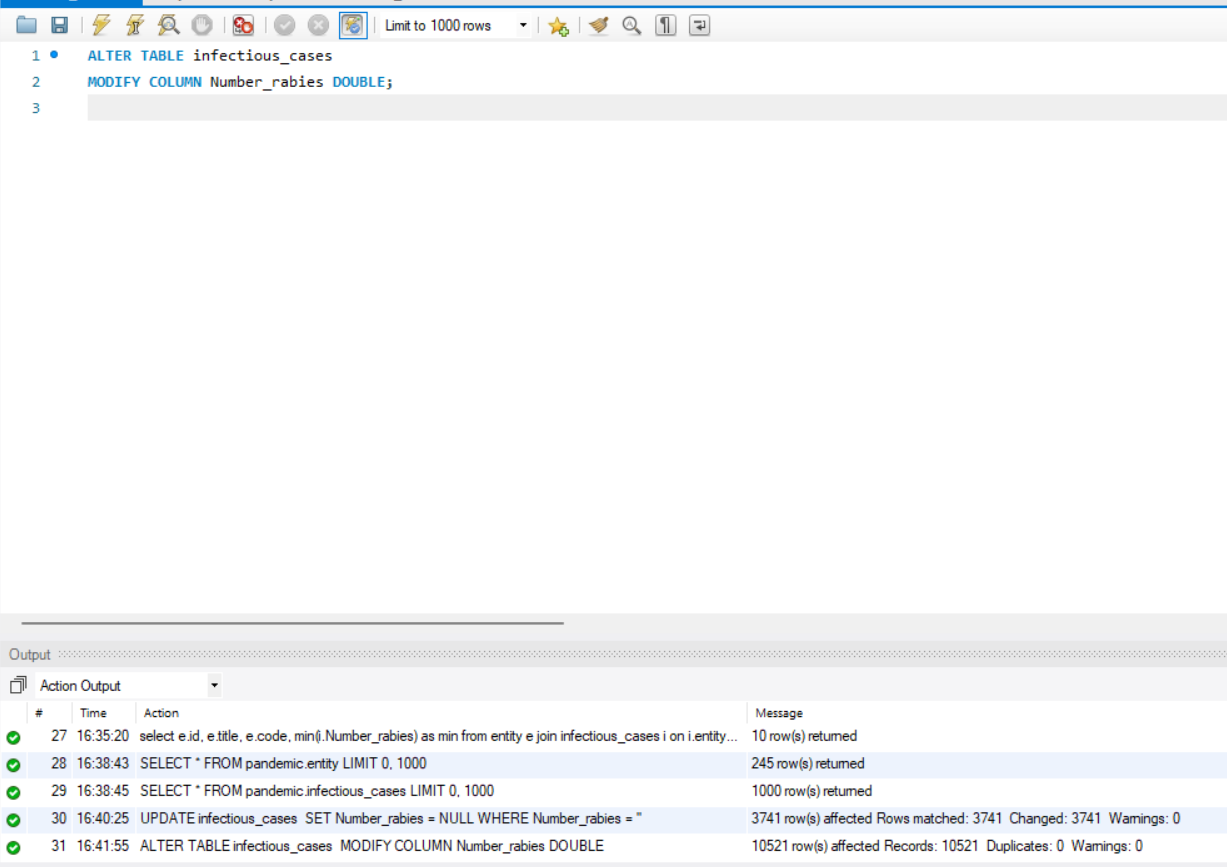 Limit to 1000 rows
1 ALTER TABLE infectious_cases
2 MODIFY COLUMN Number_rabies DOUBLE;
3
Output
Action Output
# Time Action Message
27 16:35:20 select e.id, e.title, e.code, min(i.Number_rabies) as min from entity e join infectious_cases i on i.entity... 10 row(s) returned
28 16:38:43 SELECT * FROM pandemic.entity LIMIT 0, 1000 245 row(s) returned
29 16:38:45 SELECT * FROM pandemic.infectious_cases LIMIT 0, 1000 1000 row(s) returned
30 16:40:25 UPDATE infectious_cases SET Number_rabies = NULL WHERE Number_rabies = '' 3741 row(s) affected Rows matched: 3741 Changed: 3741 Warnings: 0
31 16:41:55 ALTER TABLE infectious_cases MODIFY COLUMN Number_rabies DOUBLE 10521 row(s) affected Records: 10521 Duplicates: 0 Warnings: 0